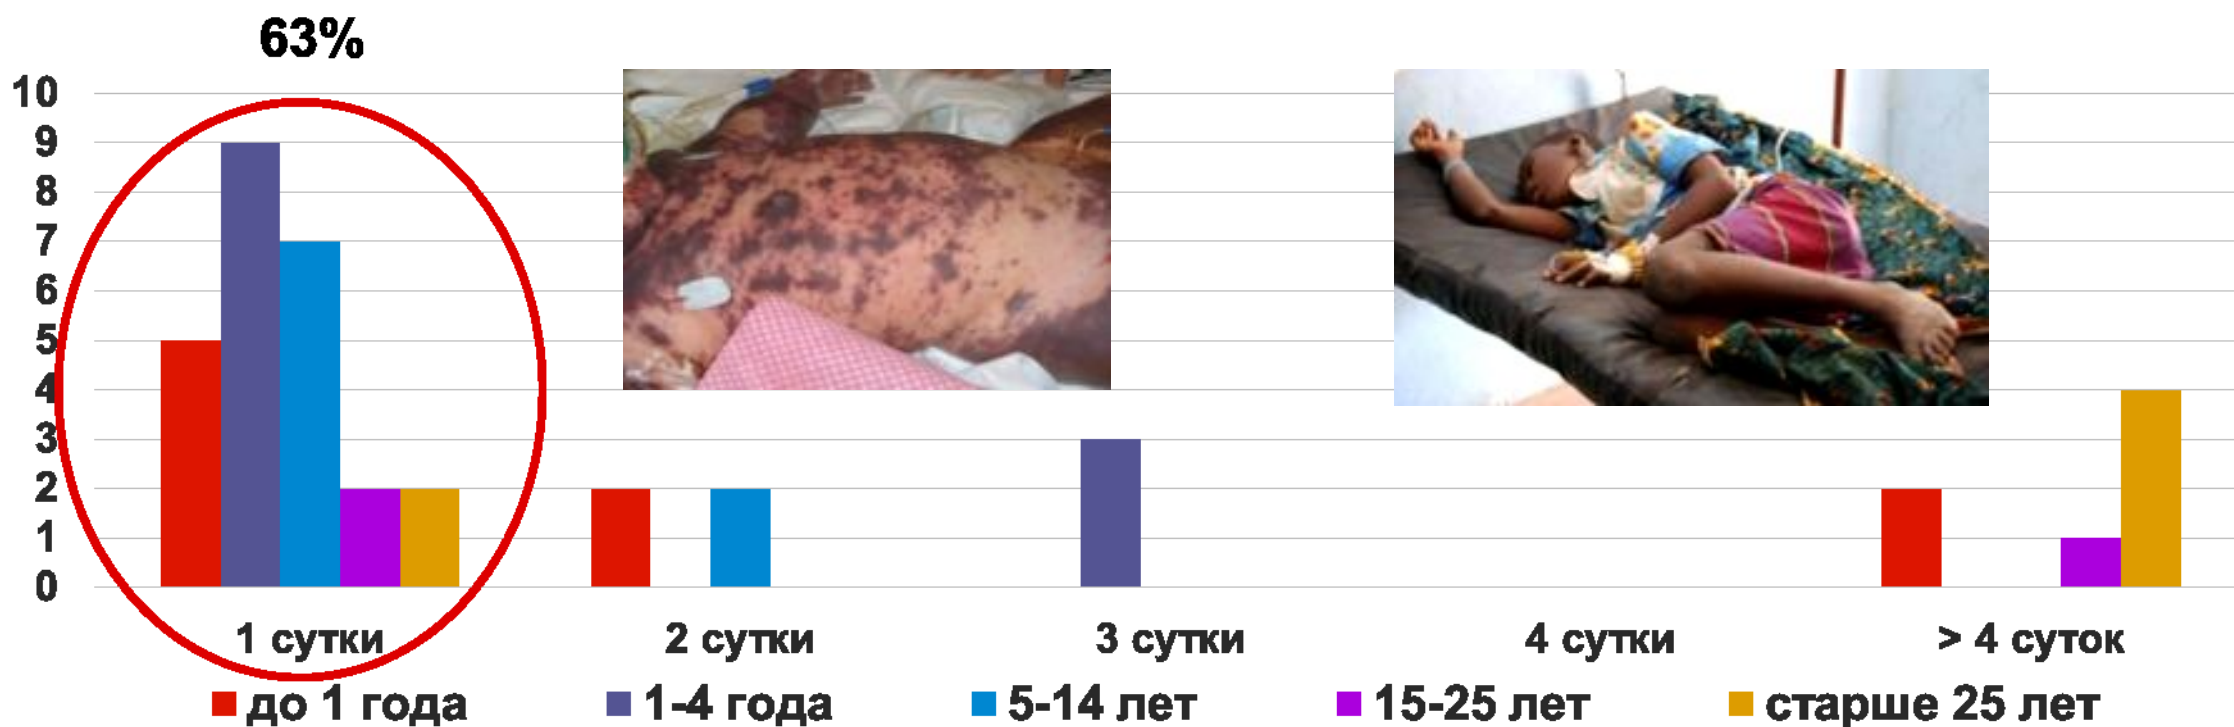 63%
10
9
8
7
6
5
4
3
2
1
0
1 сутки
2 сутки
3 сутки
4 сутки
> 4 суток
до 1 года
1-4 года
5-14 лет
15-25 лет
старше 25 лет